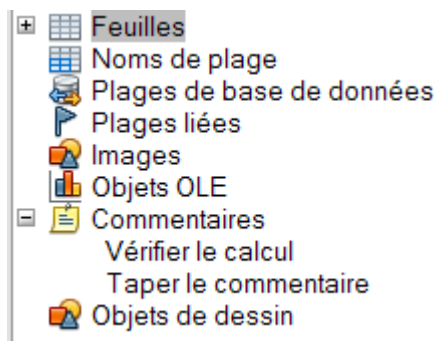 Feuilles
Noms de plage
Plages de base de données
Plages liées
Images
Objets OLE
Commentaires
Vérifier le calcul
Taper le commentaire
Objets de dessin